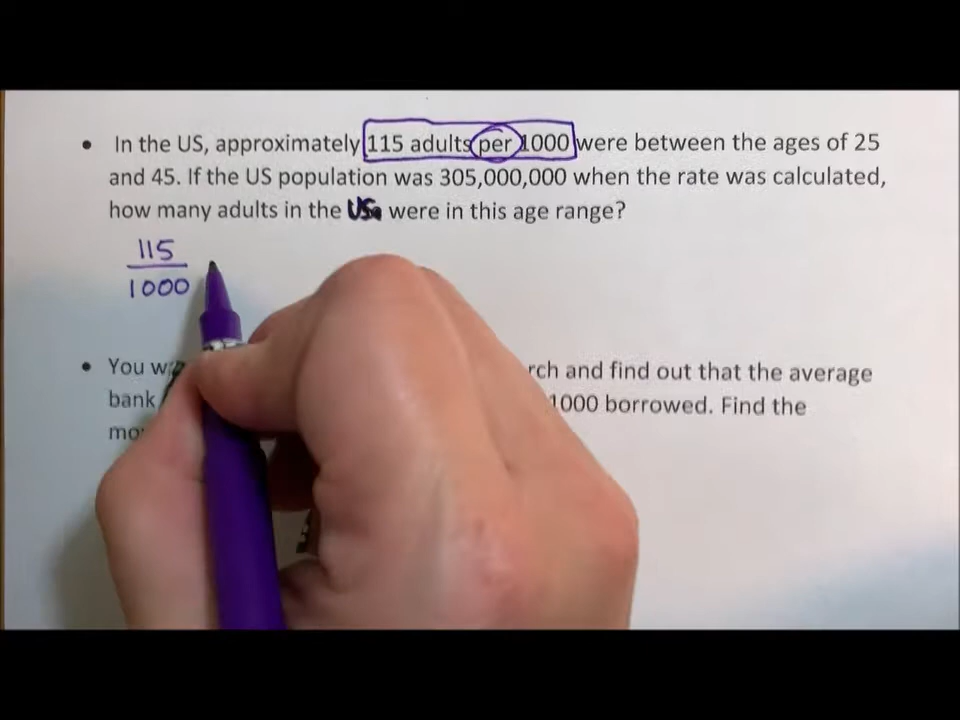 • In the US, approximately 115 adults per 1000 were between the ages of 25
and 45. If the US population was 305,000,000 when the rate was calculated,
how many adults in the US were in this age range?
115
1000
• You rch and find out that the average
bank 1000 borrowed. Find the